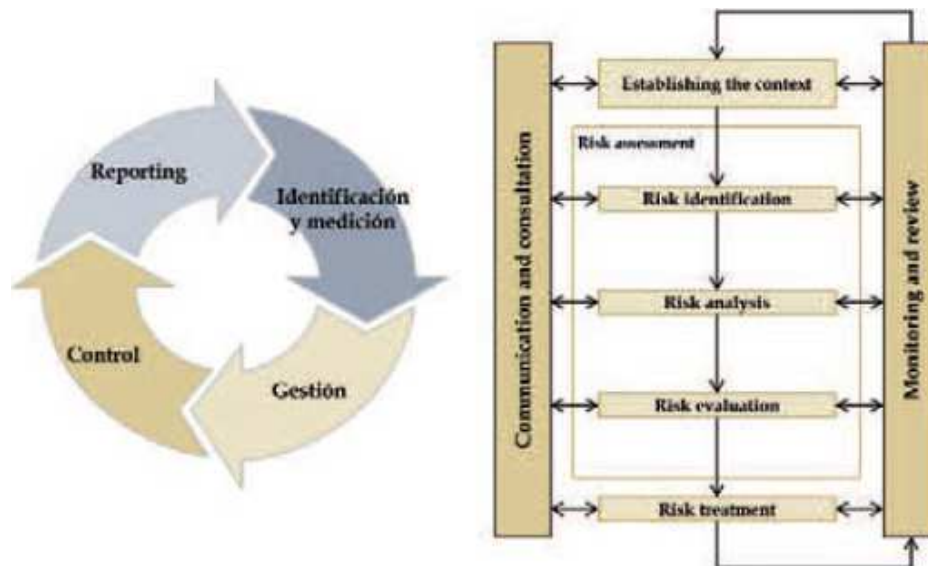 Reporting
Identificación
y medición
Control
Gestión
Communication and consultation
Establishing the context
Risk assessment
Risk identification
Risk analysis
Risk evaluation
Risk treatment
Monitoring and review